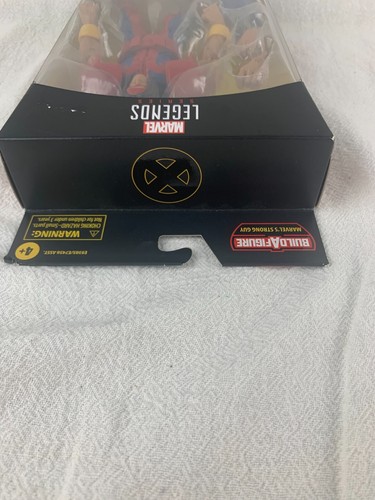 MARVEL
LEGENDS
SERIES
BUILD A FIGURE
MARVEL'S STRONG GUY
4+
WARNING:
CHOKING HAZARD–Small parts.
Not for children under 3 years.